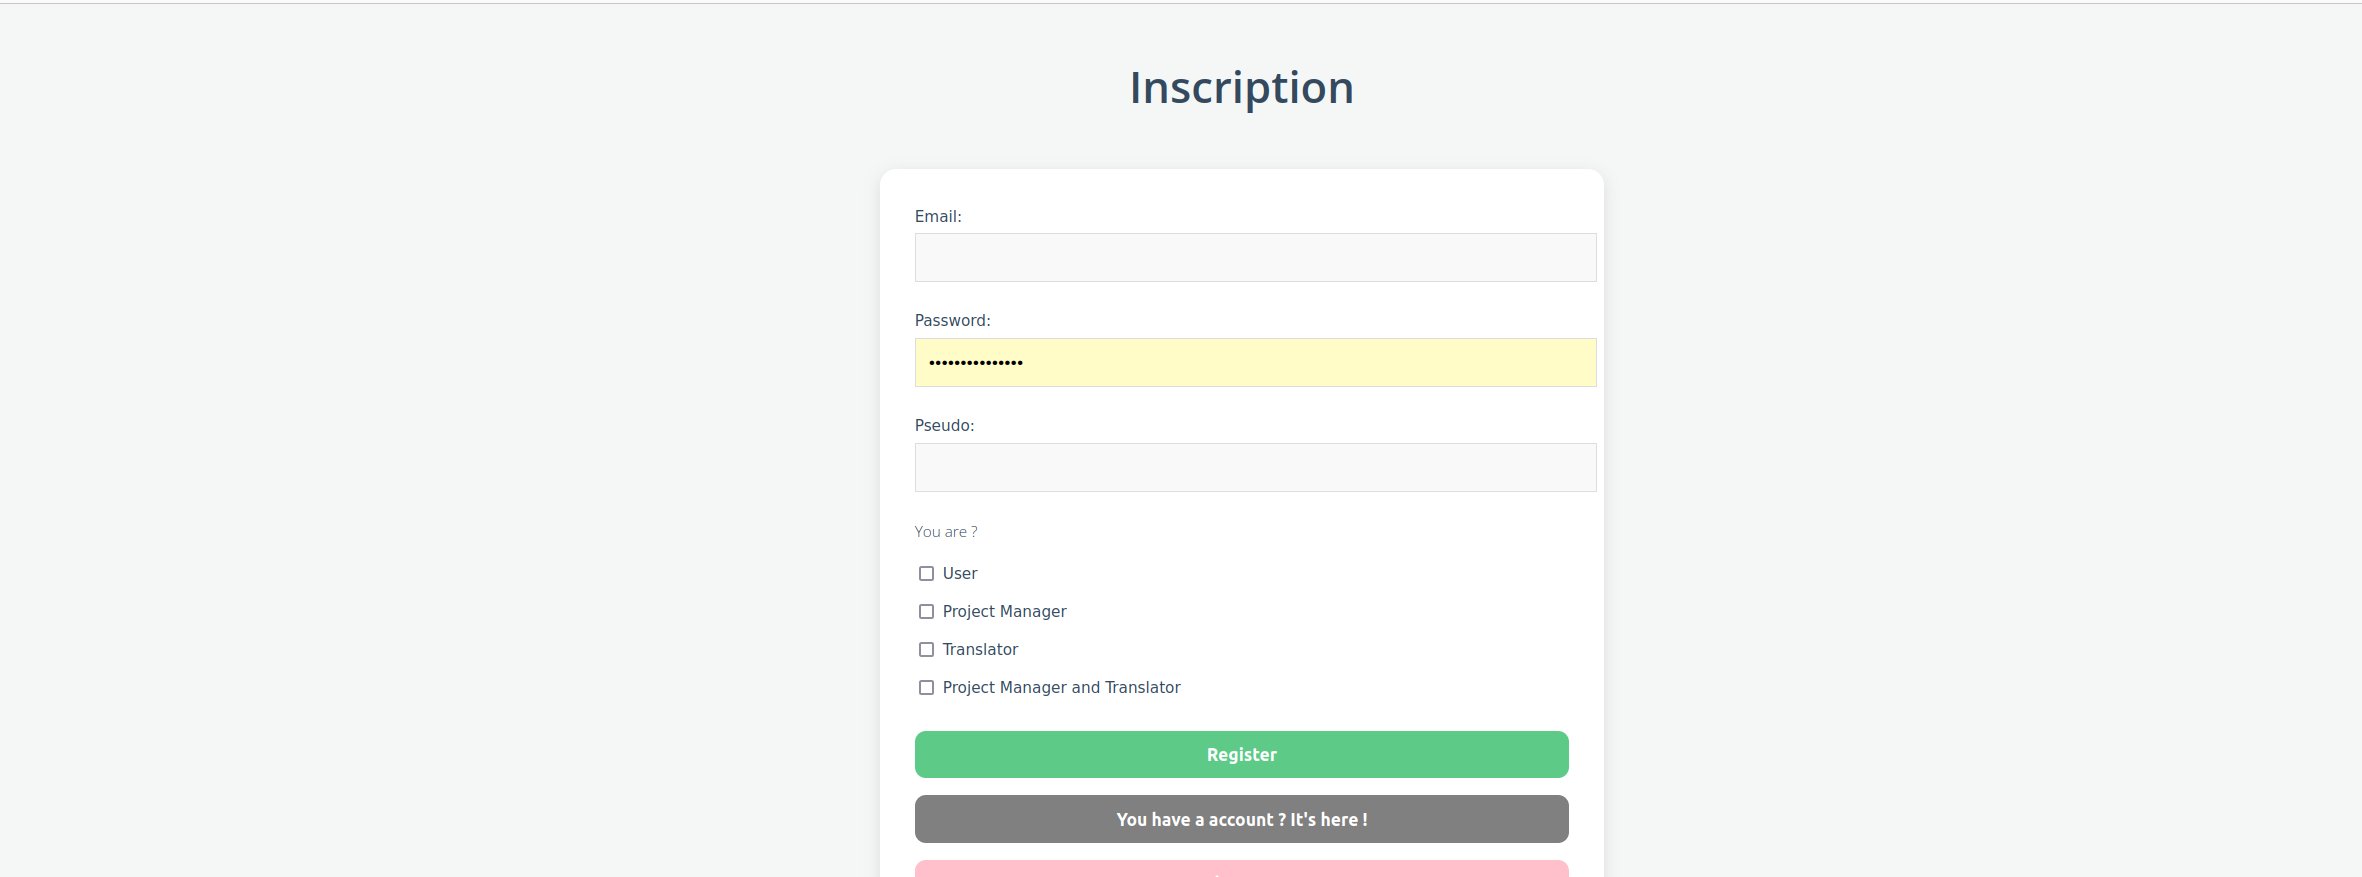 Inscription
Email:
Password:
•••••••••••••••
Pseudo:
You are ?
User
Project Manager
Translator
Project Manager and Translator
Register
You have a account ? It's here !